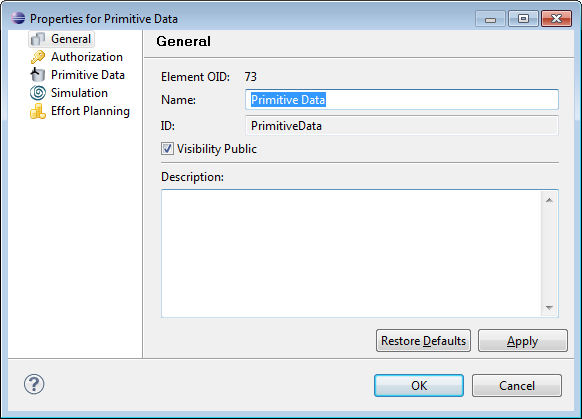 Properties for Primitive Data
General
Authorization
Primitive Data
Simulation
Effort Planning
General
Element OID: 73
Name: Primitive Data
ID: PrimitiveData
Visibility Public
Description:
Restore Defaults Apply
? OK Cancel